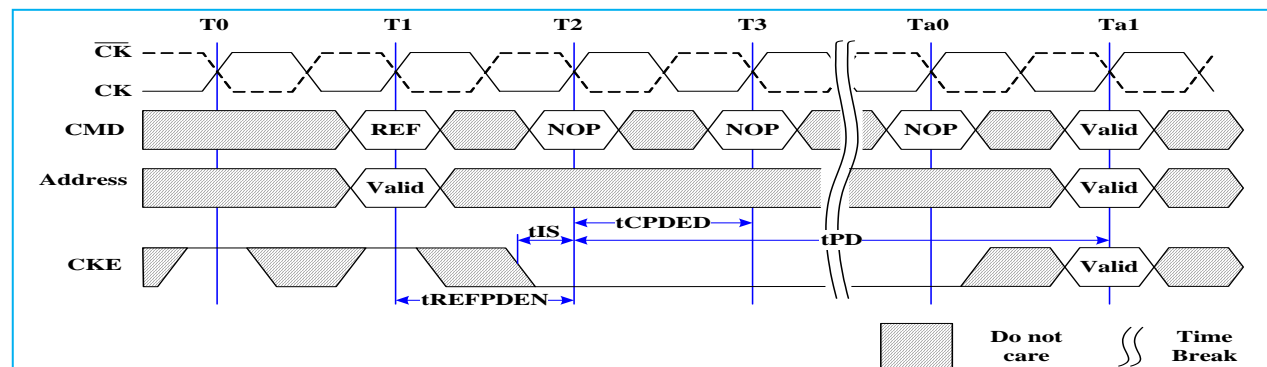 T0 T1 T2 T3 Ta0 Ta1
CK
CK
CMD REF NOP NOP NOP Valid
Address Valid Valid
tIS tCPDED tPD
CKE Valid
tREFPDEN
Do not care
Time Break